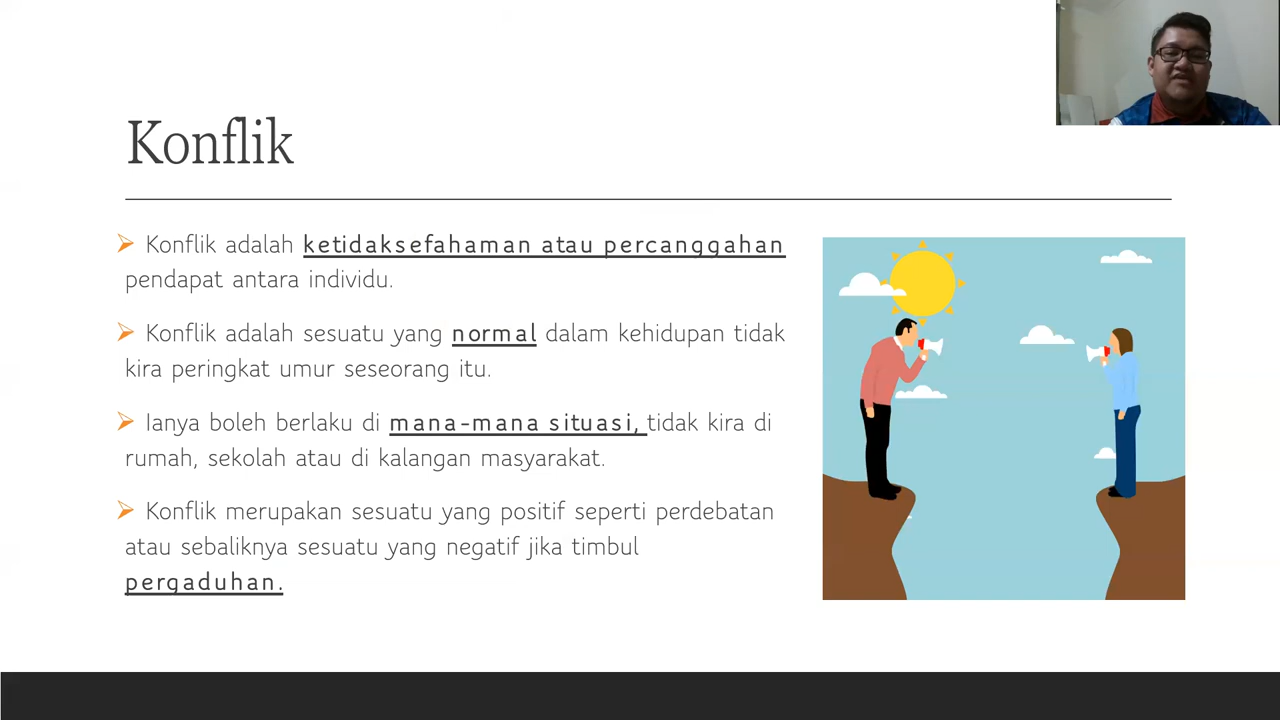 Konflik
Konflik adalah ketidaksefahaman atau percanggahan
pendapat antara individu.
Konflik adalah sesuatu yang normal dalam kehidupan tidak
kira peringkat umur seseorang itu.
Ianya boleh berlaku di mana-mana situasi, tidak kira di
rumah, sekolah atau di kalangan masyarakat.
Konflik merupakan sesuatu yang positif seperti perdebatan
atau sebaliknya sesuatu yang negatif jika timbul
pergaduhan.